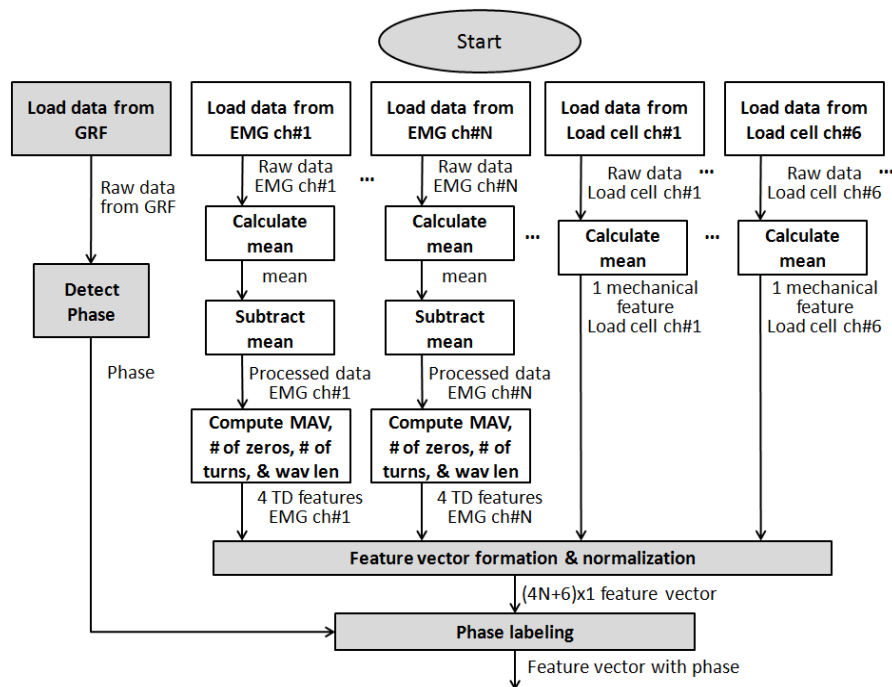 Start
Load data from
GRF
Load data from
EMG ch#1
Load data from
EMG ch#N
Load data from
Load cell ch#1
Load data from
Load cell ch#6
Raw data
from GRF
Raw data
EMG ch#1
...
Raw data
EMG ch#N
Raw data
Load cell ch#1
...
Raw data
Load cell ch#6
...
Calculate
mean
Calculate
mean
...
Calculate
mean
...
Calculate
mean
Detect
Phase
mean
mean
1 mechanical
feature
Load cell ch#1
1 mechanical
feature
Load cell ch#6
Subtract
mean
Subtract
mean
Phase
Processed data
EMG ch#1
Processed data
EMG ch#N
Compute MAV,
# of zeros, # of
turns, & wav len
Compute MAV,
# of zeros, # of
turns, & wav len
4 TD features
EMG ch#1
4 TD features
EMG ch#N
Feature vector formation & normalization
(4N+6)x1 feature vector
Phase labeling
Feature vector with phase